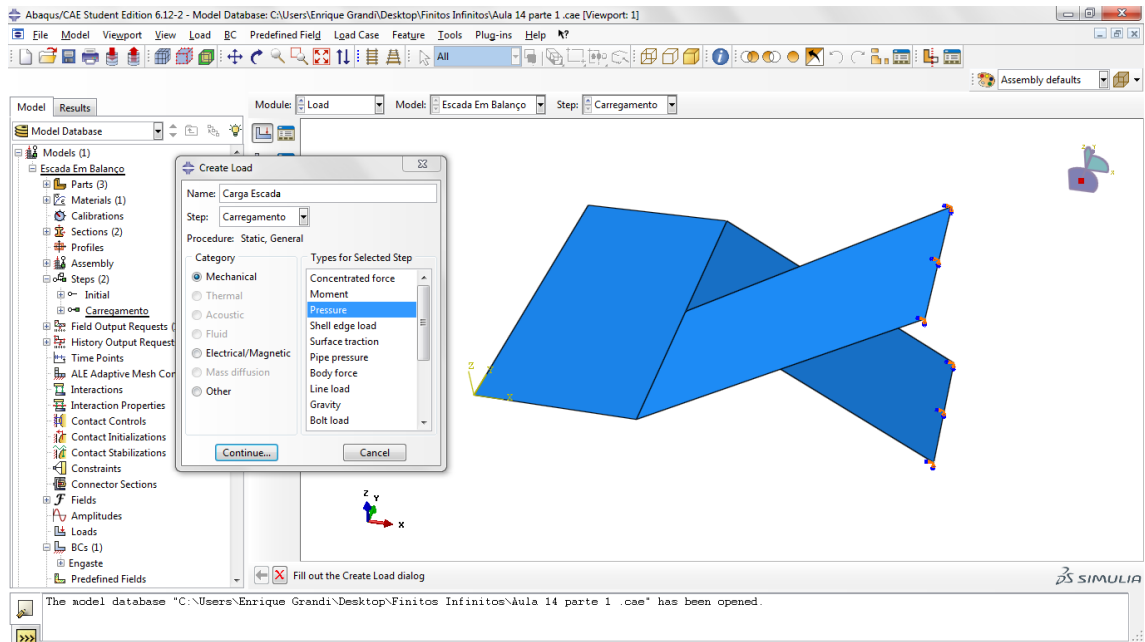 Abaqus/CAE Student Edition 6.12-2 - Model Database: C:\Users\Enrique Grandi\Desktop\Finitos Infinitos\Aula 14 parte 1 .cae [Viewport: 1]
File Model Viewport View Load BC Predefined Field Load Case Feature Tools Plug-ins Help
All
Assembly defaults
Model Results
Module: Load Model: Escada Em Balanço Step: Carregamento
Model Database
Models (1)
Escada Em Balanço
Parts (3)
Materials (1)
Calibrations
Sections (2)
Profiles
Assembly
Steps (2)
Initial
Carregamento
Field Output Requests (
History Output Request
Time Points
ALE Adaptive Mesh Cor
Interactions
Interaction Properties
Contact Controls
Contact Initializations
Contact Stabilizations
Constraints
Connector Sections
Fields
Amplitudes
Loads
BCs (1)
Engaste
Predefined Fields
Create Load
Name: Carga Escada
Step: Carregamento
Procedure: Static, General
Category
Mechanical
Thermal
Acoustic
Fluid
Electrical/Magnetic
Mass diffusion
Other
Types for Selected Step
Concentrated force
Moment
Pressure
Shell edge load
Surface traction
Pipe pressure
Body force
Line load
Gravity
Bolt load
Continue... Cancel
Z
X
Z
Y
X
Fill out the Create Load dialog
SIMULIA
The model database "C:\Users\Enrique Grandi\Desktop\Finitos Infinitos\Aula 14 parte 1 .cae" has been opened.
>>>